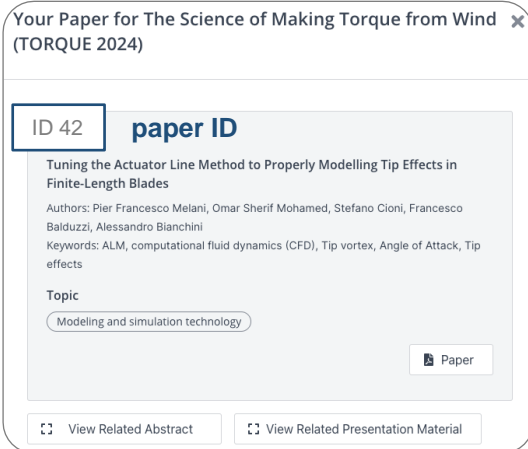 Your Paper for The Science of Making Torque from Wind
(TORQUE 2024)
ID 42
paper ID
Tuning the Actuator Line Method to Properly Modelling Tip Effects in
Finite-Length Blades
Authors: Pier Francesco Melani, Omar Sherif Mohamed, Stefano Cioni, Francesco
Balduzzi, Alessandro Bianchini
Keywords: ALM, computational fluid dynamics (CFD), Tip vortex, Angle of Attack, Tip
effects
Topic
Modeling and simulation technology
Paper
View Related Abstract
View Related Presentation Material